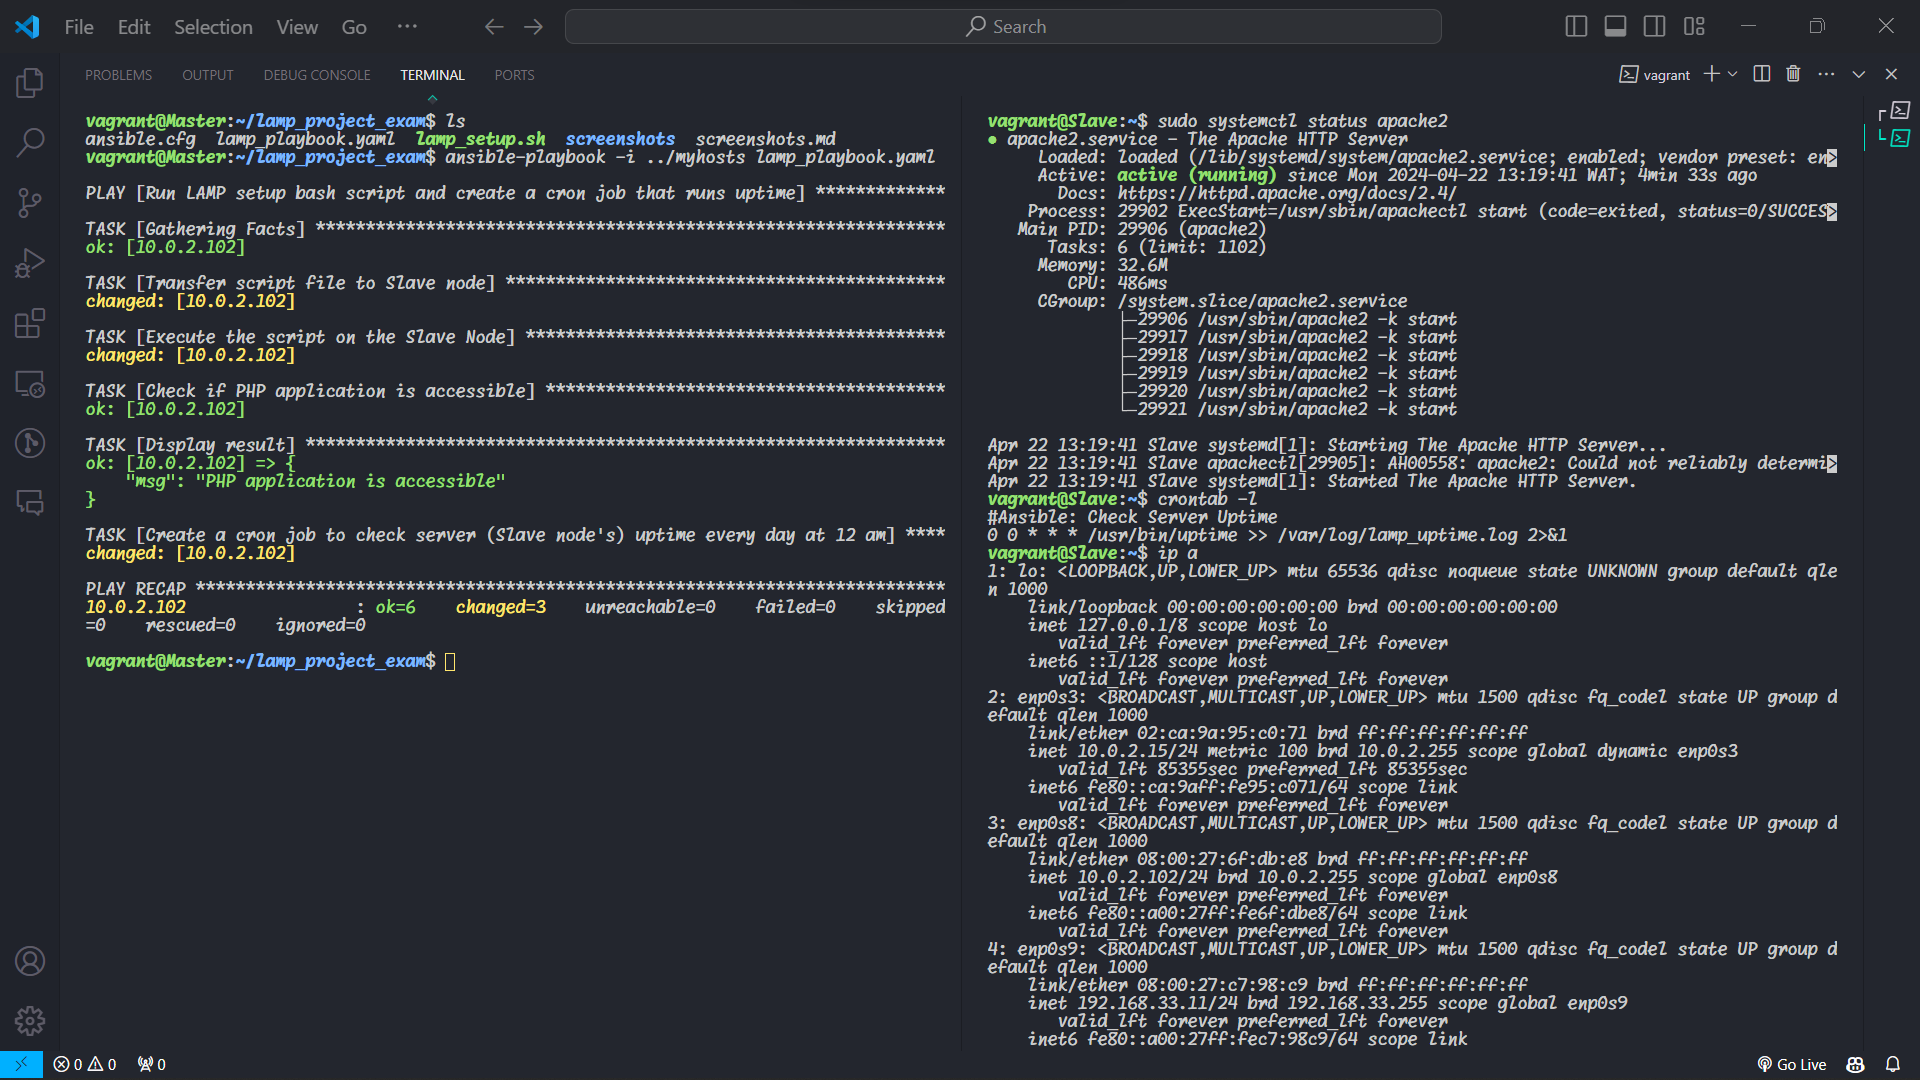 File Edit Selection View Go ··· Search
PROBLEMS OUTPUT DEBUG CONSOLE TERMINAL PORTS
vagrant
vagrant@Master:~/lamp_project_exam$ ls
ansible.cfg lamp_playbook.yaml lamp_setup.sh screenshots screenshots.md
vagrant@Master:~/lamp_project_exam$ ansible-playbook -i ../myhosts lamp_playbook.yaml
PLAY [Run LAMP setup bash script and create a cron job that runs uptime] *************
TASK [Gathering Facts] ***************************************************************
ok: [10.0.2.102]
TASK [Transfer script file to Slave node] ********************************************
changed: [10.0.2.102]
TASK [Execute the script on the Slave Node] ******************************************
changed: [10.0.2.102]
TASK [Check if PHP application is accessible] ****************************************
ok: [10.0.2.102]
TASK [Display result] ****************************************************************
ok: [10.0.2.102] => {
"msg": "PHP application is accessible"
}
TASK [Create a cron job to check server (Slave node's) uptime every day at 12 am] ****
changed: [10.0.2.102]
PLAY RECAP ***************************************************************************
10.0.2.102 : ok=6 changed=3 unreachable=0 failed=0 skipped
=0 rescued=0 ignored=0
vagrant@Master:~/lamp_project_exam$
vagrant@Slave:~$ sudo systemctl status apache2
● apache2.service - The Apache HTTP Server
Loaded: loaded (/lib/systemd/system/apache2.service; enabled; vendor preset: en>
Active: active (running) since Mon 2024-04-22 13:19:41 WAT; 4min 33s ago
Docs: https://httpd.apache.org/docs/2.4/
Process: 29902 ExecStart=/usr/sbin/apachectl start (code=exited, status=0/SUCCES>
Main PID: 29906 (apache2)
Tasks: 6 (limit: 1102)
Memory: 32.6M
CPU: 486ms
CGroup: /system.slice/apache2.service
├─29906 /usr/sbin/apache2 -k start
├─29917 /usr/sbin/apache2 -k start
├─29918 /usr/sbin/apache2 -k start
├─29919 /usr/sbin/apache2 -k start
├─29920 /usr/sbin/apache2 -k start
└─29921 /usr/sbin/apache2 -k start
Apr 22 13:19:41 Slave systemd[1]: Starting The Apache HTTP Server...
Apr 22 13:19:41 Slave apachectl[29905]: AH00558: apache2: Could not reliably determi>
Apr 22 13:19:41 Slave systemd[1]: Started The Apache HTTP Server.
vagrant@Slave:~$ crontab -l
#Ansible: Check Server Uptime
0 0 * * * /usr/bin/uptime >> /var/log/lamp_uptime.log 2>&1
vagrant@Slave:~$ ip a
1: lo: <LOOPBACK,UP,LOWER_UP> mtu 65536 qdisc noqueue state UNKNOWN group default qle
n 1000
link/loopback 00:00:00:00:00:00 brd 00:00:00:00:00:00
inet 127.0.0.1/8 scope host lo
valid_lft forever preferred_lft forever
inet6 ::1/128 scope host
valid_lft forever preferred_lft forever
2: enp0s3: <BROADCAST,MULTICAST,UP,LOWER_UP> mtu 1500 qdisc fq_codel state UP group d
efault qlen 1000
link/ether 02:ca:9a:95:c0:71 brd ff:ff:ff:ff:ff:ff
inet 10.0.2.15/24 metric 100 brd 10.0.2.255 scope global dynamic enp0s3
valid_lft 85355sec preferred_lft 85355sec
inet6 fe80::ca:9aff:fe95:c071/64 scope link
valid_lft forever preferred_lft forever
3: enp0s8: <BROADCAST,MULTICAST,UP,LOWER_UP> mtu 1500 qdisc fq_codel state UP group d
efault qlen 1000
link/ether 08:00:27:6f:db:e8 brd ff:ff:ff:ff:ff:ff
inet 10.0.2.102/24 brd 10.0.2.255 scope global enp0s8
valid_lft forever preferred_lft forever
inet6 fe80::a00:27ff:fe6f:dbe8/64 scope link
valid_lft forever preferred_lft forever
4: enp0s9: <BROADCAST,MULTICAST,UP,LOWER_UP> mtu 1500 qdisc fq_codel state UP group d
efault qlen 1000
link/ether 08:00:27:c7:98:c9 brd ff:ff:ff:ff:ff:ff
inet 192.168.33.11/24 brd 192.168.33.255 scope global enp0s9
valid_lft forever preferred_lft forever
inet6 fe80::a00:27ff:fec7:98c9/64 scope link
0 0 0 Go Live